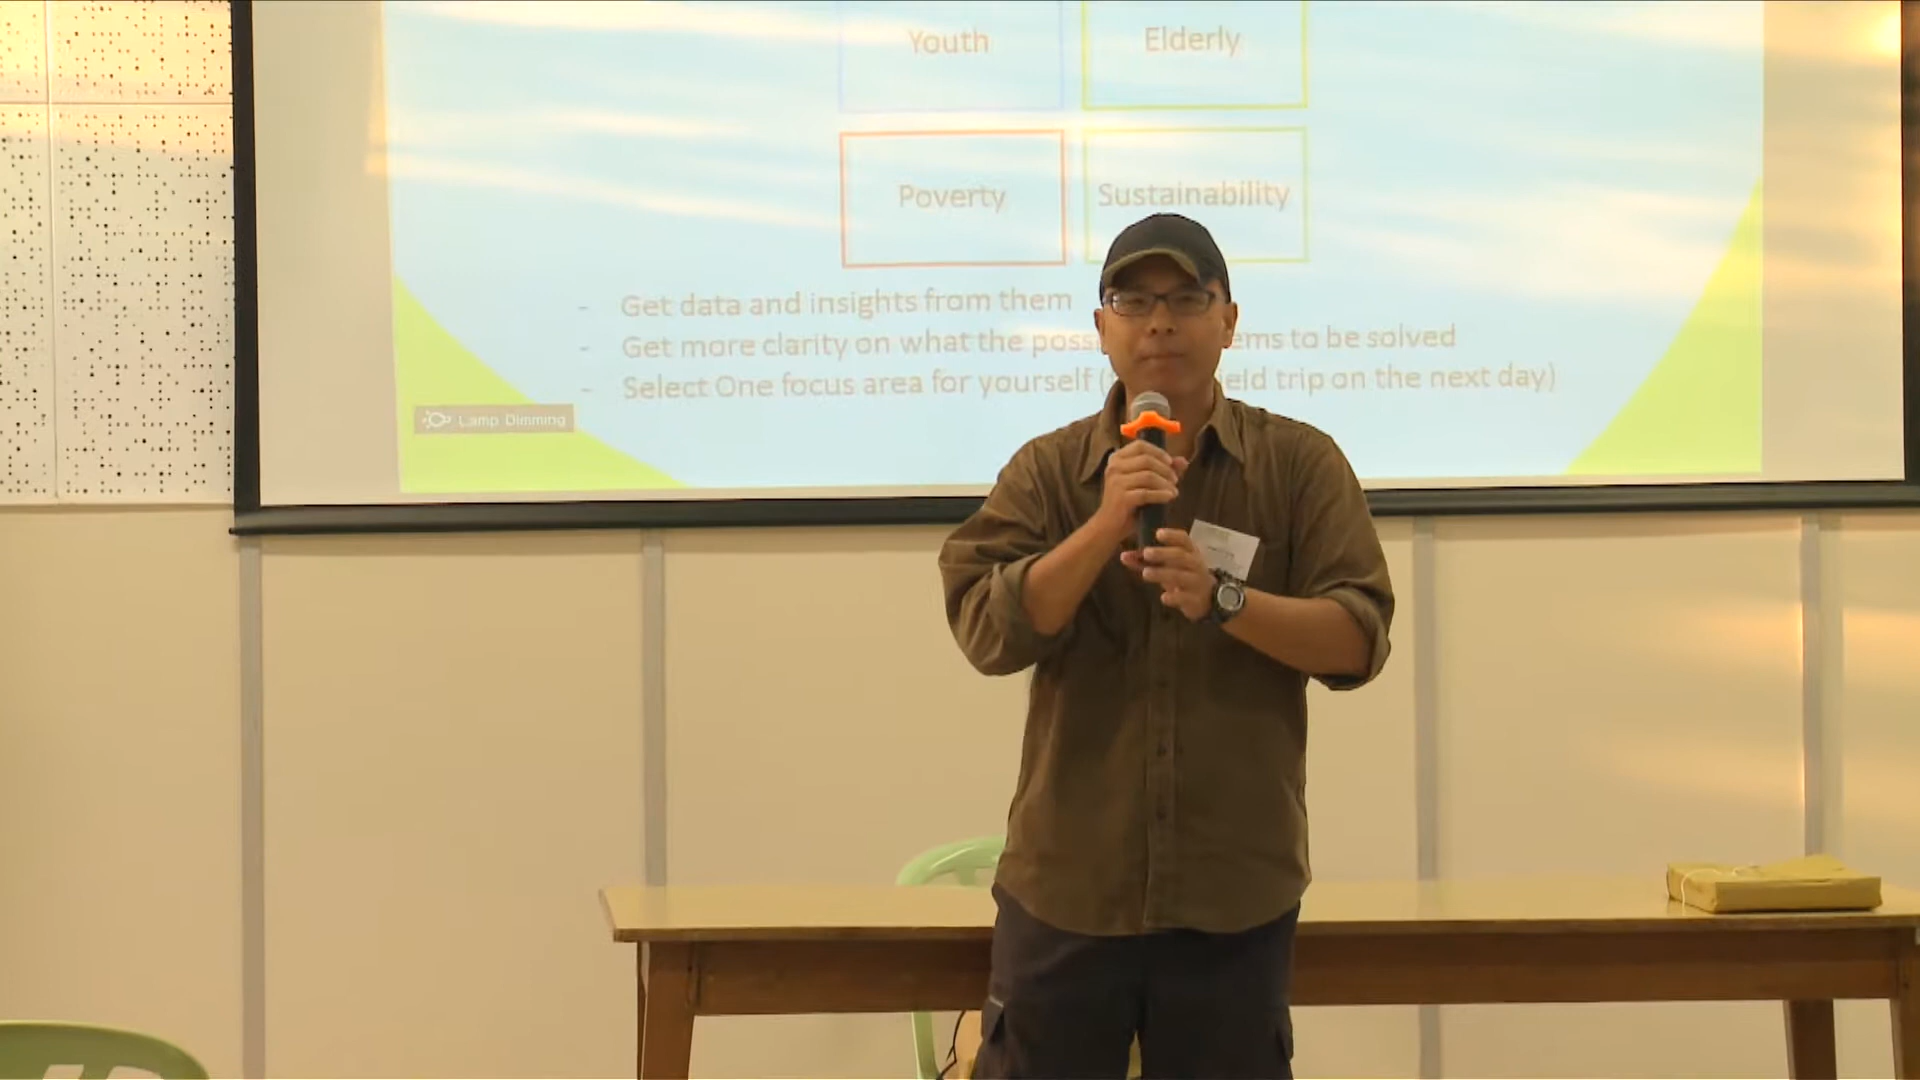 Youth Elderly
Poverty Sustainability
- Get data and insights from them
- Get more clarity on what the poss ems to be solved
- Select One focus area for yourself ( ield trip on the next day)
Lamp Dimming